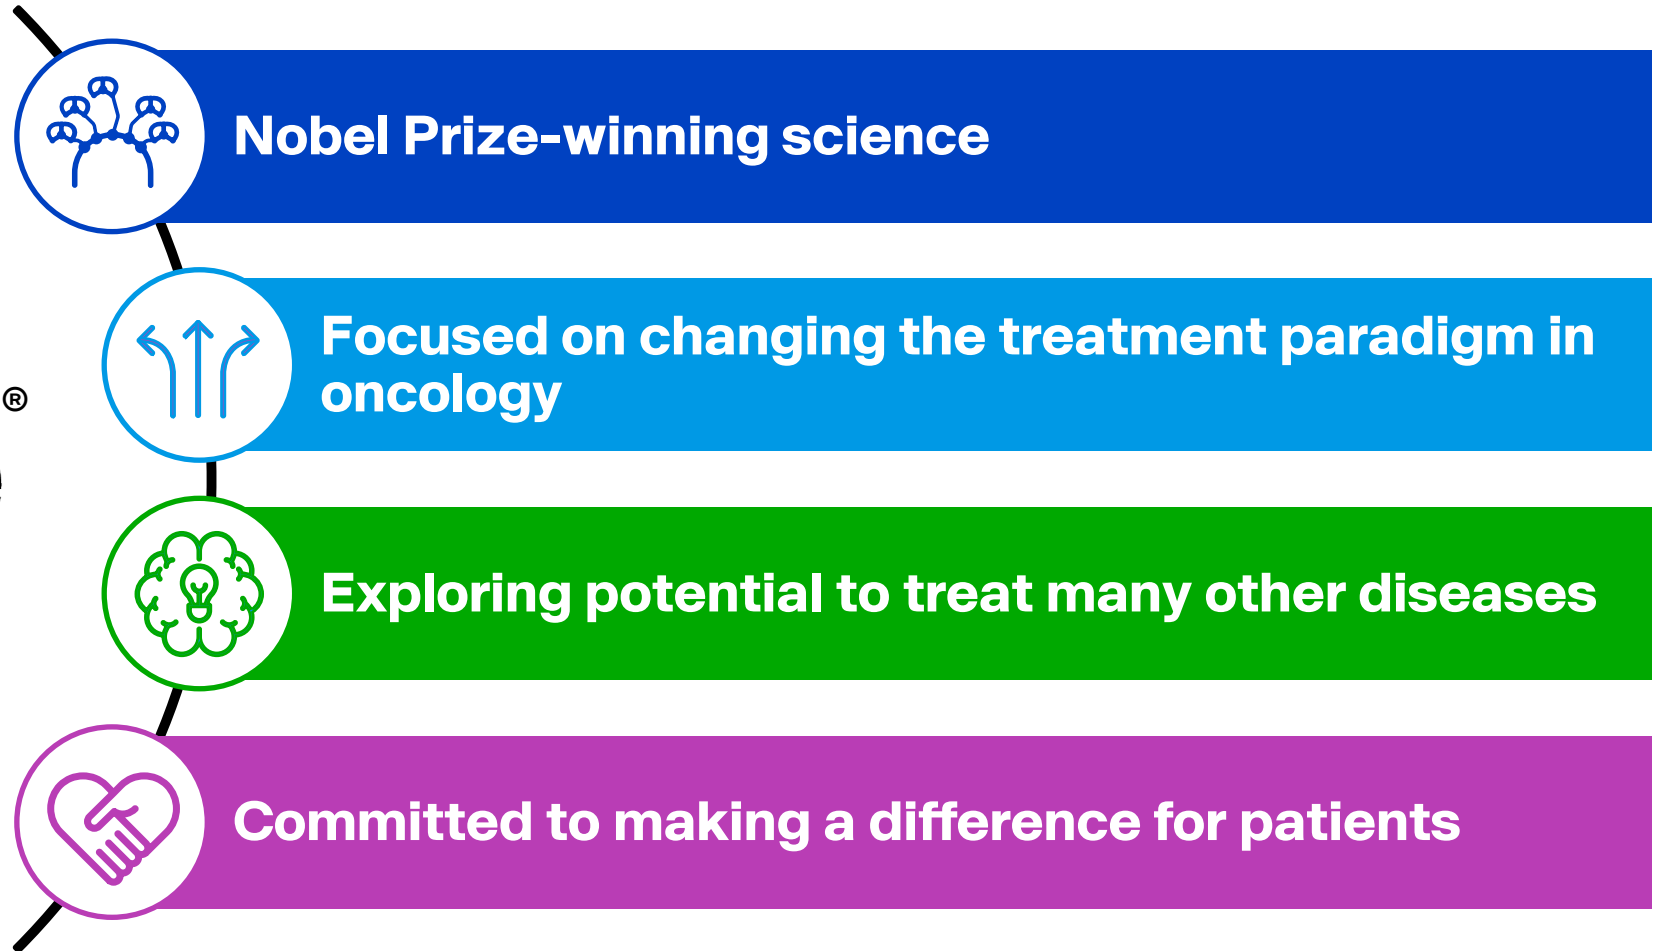 Nobel Prize-winning science
Focused on changing the treatment paradigm in
oncology
®
Exploring potential to treat many other diseases
Committed to making a difference for patients